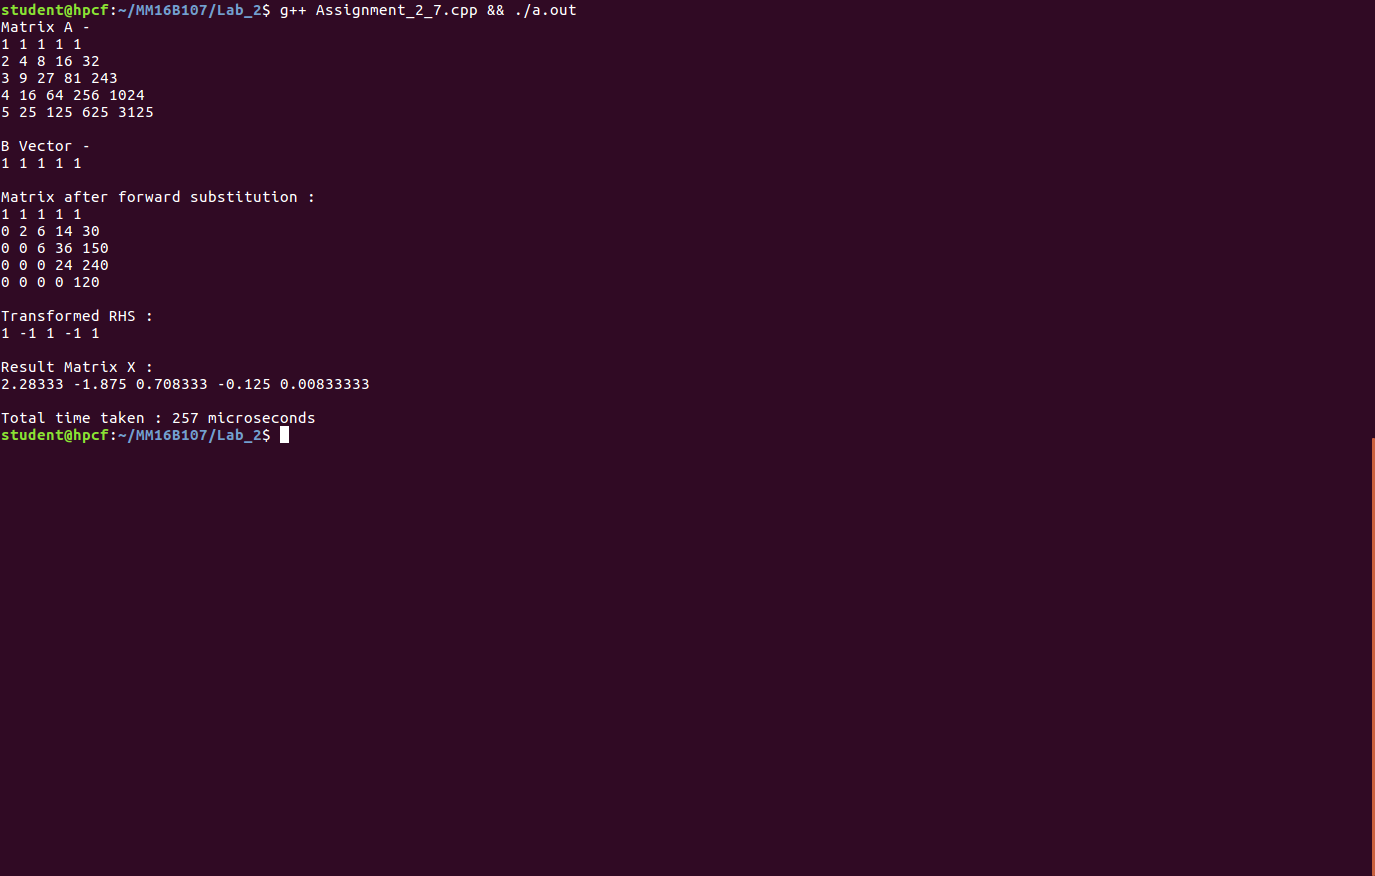 student@hpcf:~/MM16B107/Lab_2$ g++ Assignment_2_7.cpp && ./a.out
Matrix A -
1 1 1 1 1
2 4 8 16 32
3 9 27 81 243
4 16 64 256 1024
5 25 125 625 3125
B Vector -
1 1 1 1 1
Matrix after forward substitution :
1 1 1 1 1
0 2 6 14 30
0 0 6 36 150
0 0 0 24 240
0 0 0 0 120
Transformed RHS :
1 -1 1 -1 1
Result Matrix X :
2.28333 -1.875 0.708333 -0.125 0.00833333
Total time taken : 257 microseconds
student@hpcf:~/MM16B107/Lab_2$